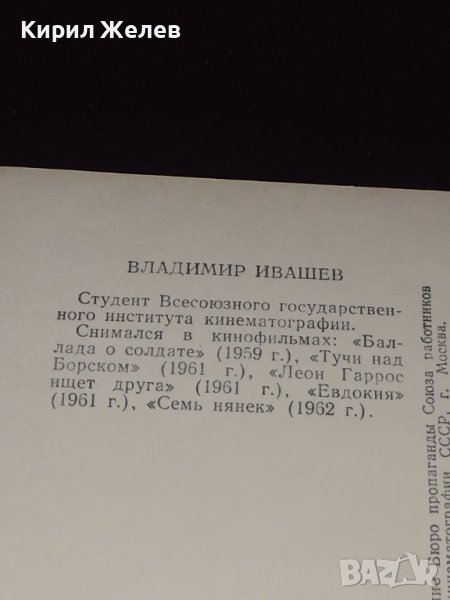 Кирил Желев
ВЛАДИМИР ИВАШЕВ
Студент Всесоюзного государствен-
ного института кинематографии.
Снимался в кинофильмах: «Бал-
лада о солдате» (1959 г.), «Тучи над
Борском» (1961 г.), «Леон Гаррос
ищет друга» (1961 г.), «Евдокия»
(1961 г.), «Семь нянек» (1962 г.).
Бюро пропаганды Союза работников
СССР, г. Москва.
BAZAR